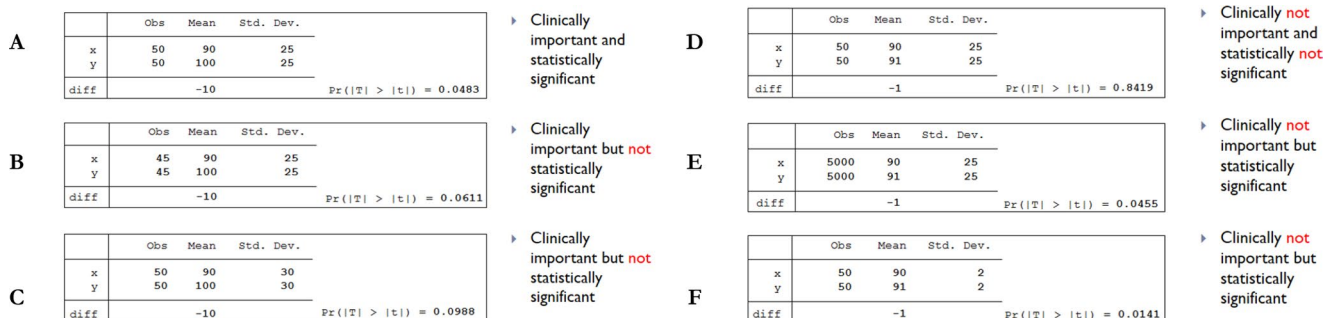 A
Obs Mean Std. Dev.
x 50 90 25
y 50 100 25
diff -10 Pr(|T| > |t|) = 0.0483
Clinically
important and
statistically
significant
B
Obs Mean Std. Dev.
x 45 90 25
y 45 100 25
diff -10 Pr(|T| > |t|) = 0.0611
Clinically
important but not
statistically
significant
C
Obs Mean Std. Dev.
x 50 90 30
y 50 100 30
diff -10 Pr(|T| > |t|) = 0.0988
Clinically
important but not
statistically
significant
D
Obs Mean Std. Dev.
x 50 90 25
y 50 91 25
diff -1 Pr(|T| > |t|) = 0.8419
Clinically not
important and
statistically not
significant
E
Obs Mean Std. Dev.
x 5000 90 25
y 5000 91 25
diff -1 Pr(|T| > |t|) = 0.0455
Clinically not
important but
statistically
significant
F
Obs Mean Std. Dev.
x 50 90 2
y 50 91 2
diff -1 Pr(|T| > |t|) = 0.0141
Clinically not
important but
statistically
significant